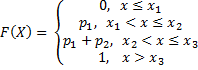 0, x ≤ x₁
F(X) = { p₁, x₁ < x ≤ x₂
p₁ + p₂, x₂ < x ≤ x₃
1, x > x₃